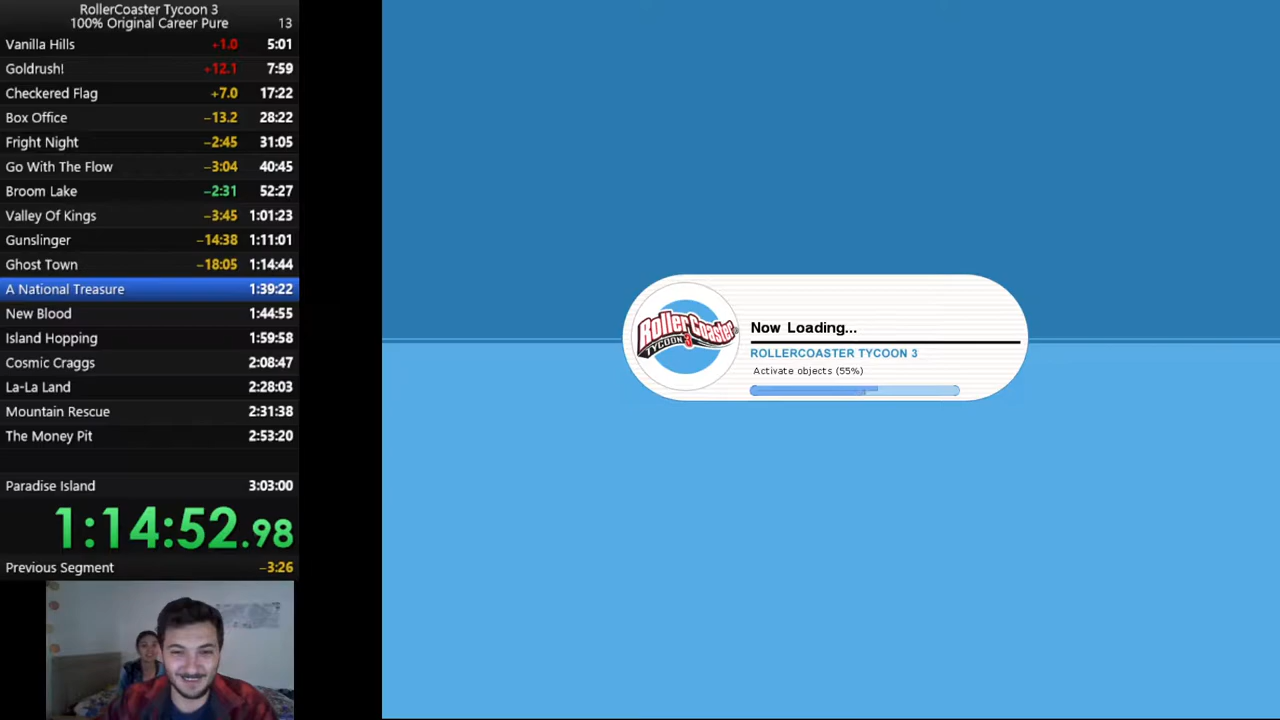 RollerCoaster Tycoon 3
100% Original Career Pure 13
Vanilla Hills +1.0 5:01
Goldrush! +12.1 7:59
Checkered Flag +7.0 17:22
Box Office −13.2 28:22
Fright Night −2:45 31:05
Go With The Flow −3:04 40:45
Broom Lake −2:31 52:27
Valley Of Kings −3:45 1:01:23
Gunslinger −14:38 1:11:01
Ghost Town −18:05 1:14:44
A National Treasure 1:39:22
New Blood 1:44:55
Island Hopping 1:59:58
Cosmic Craggs 2:08:47
La-La Land 2:28:03
Mountain Rescue 2:31:38
The Money Pit 2:53:20
Paradise Island 3:03:00
1:14:52.98
Previous Segment −3:26
RollerCoaster
TYCOON 3
Now Loading...
ROLLERCOASTER TYCOON 3
Activate objects (55%)